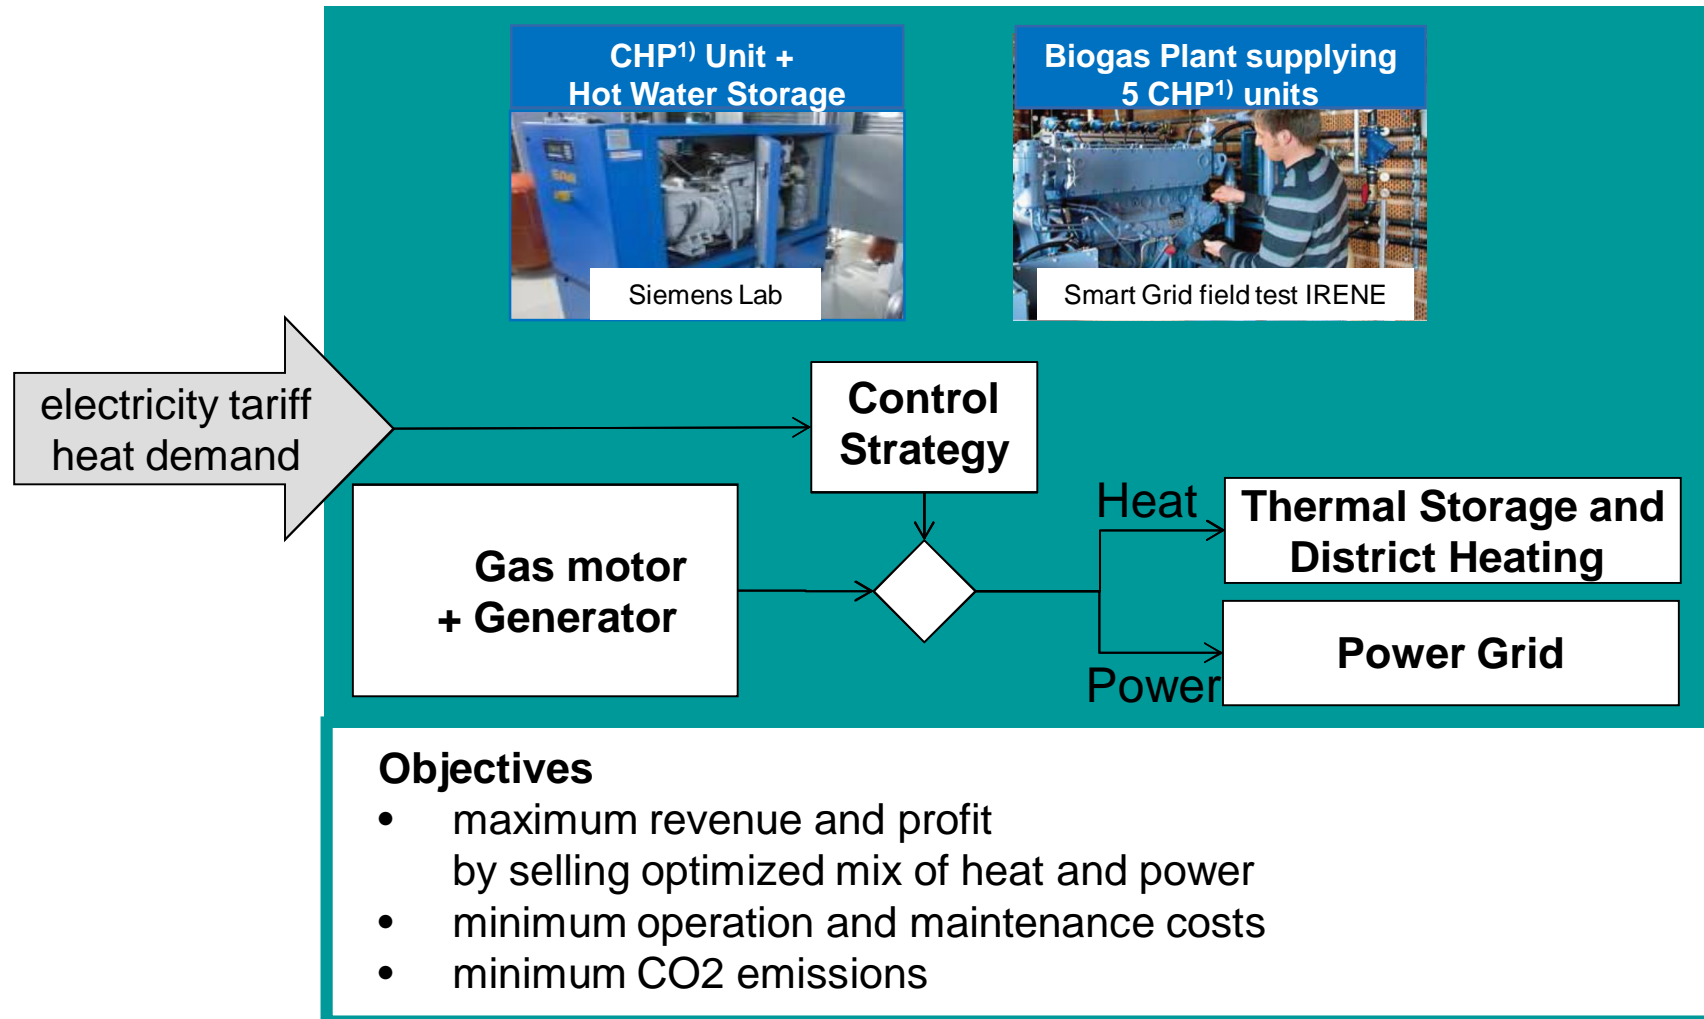 CHP1) Unit +
Hot Water Storage
Siemens Lab
Biogas Plant supplying
5 CHP1) units
Smart Grid field test IRENE
electricity tariff
heat demand
Control
Strategy
Gas motor
+ Generator
Heat
Thermal Storage and
District Heating
Power
Power Grid
Objectives
• maximum revenue and profit
by selling optimized mix of heat and power
• minimum operation and maintenance costs
• minimum CO2 emissions